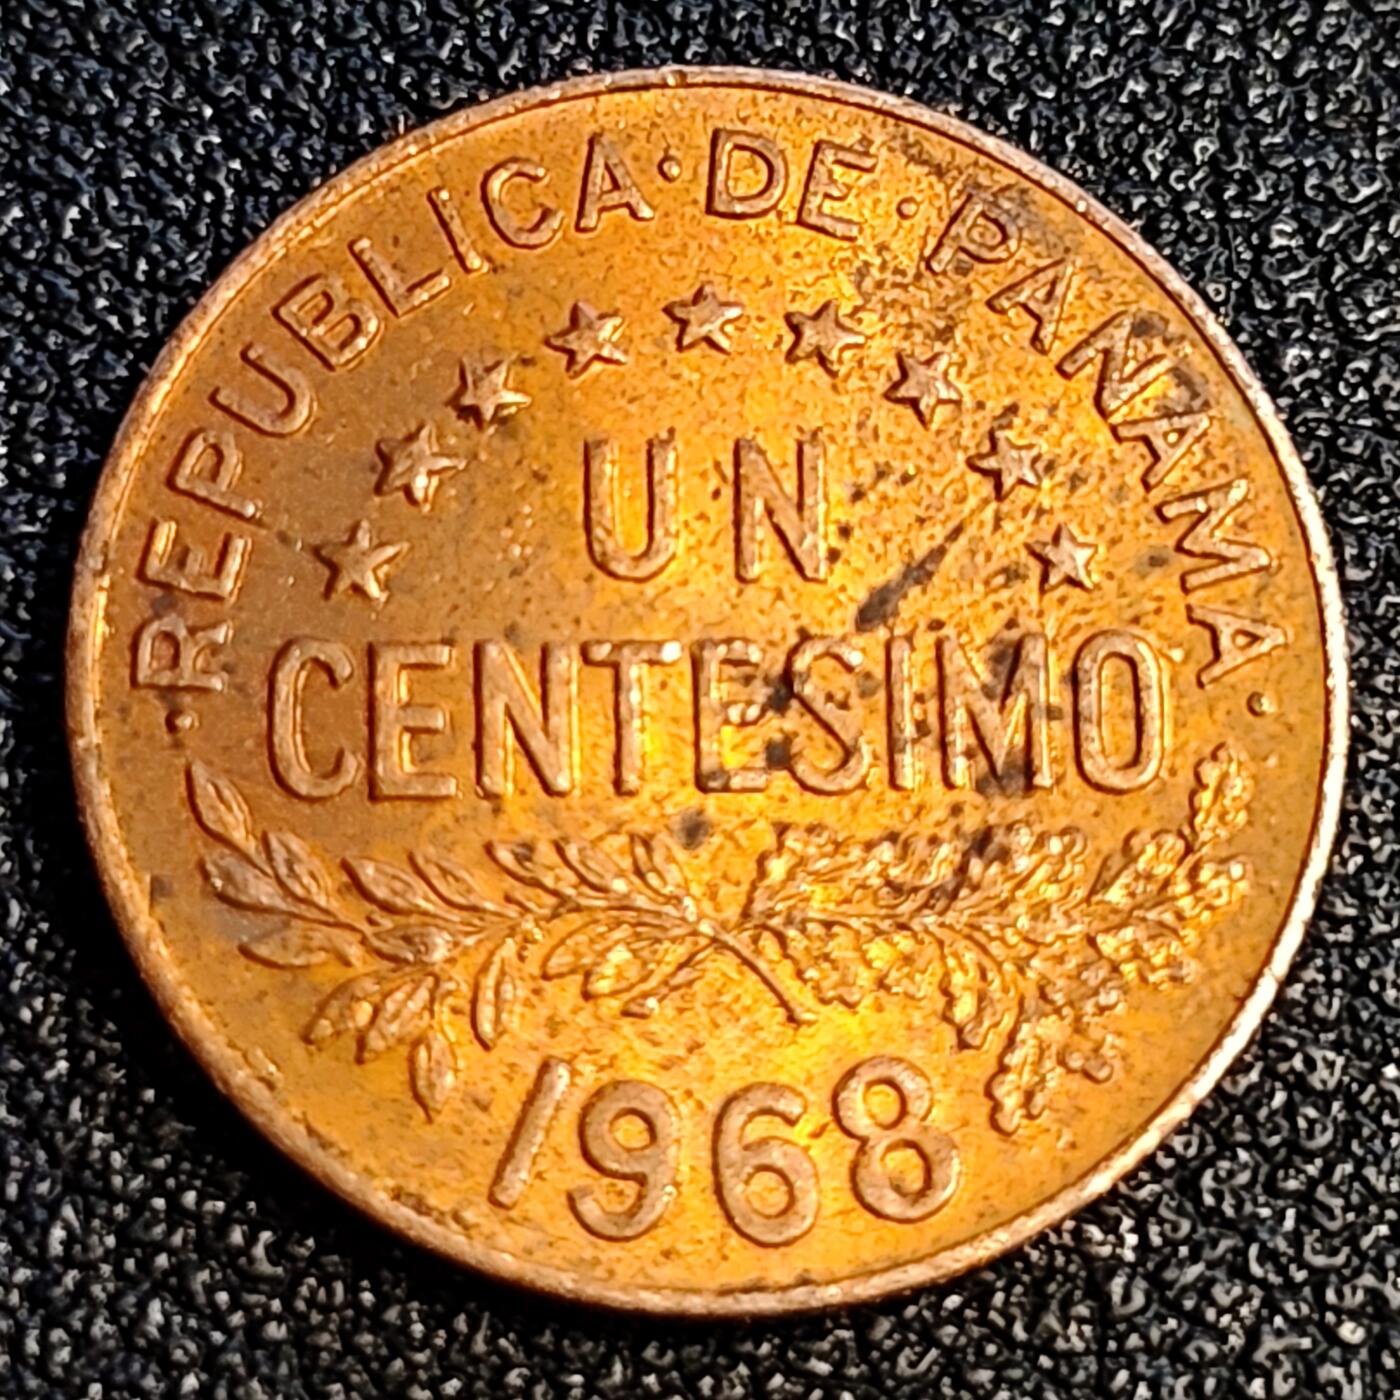 ·REPUBLICA·DE·PANAMA·
UN
CENTESIMO
1968